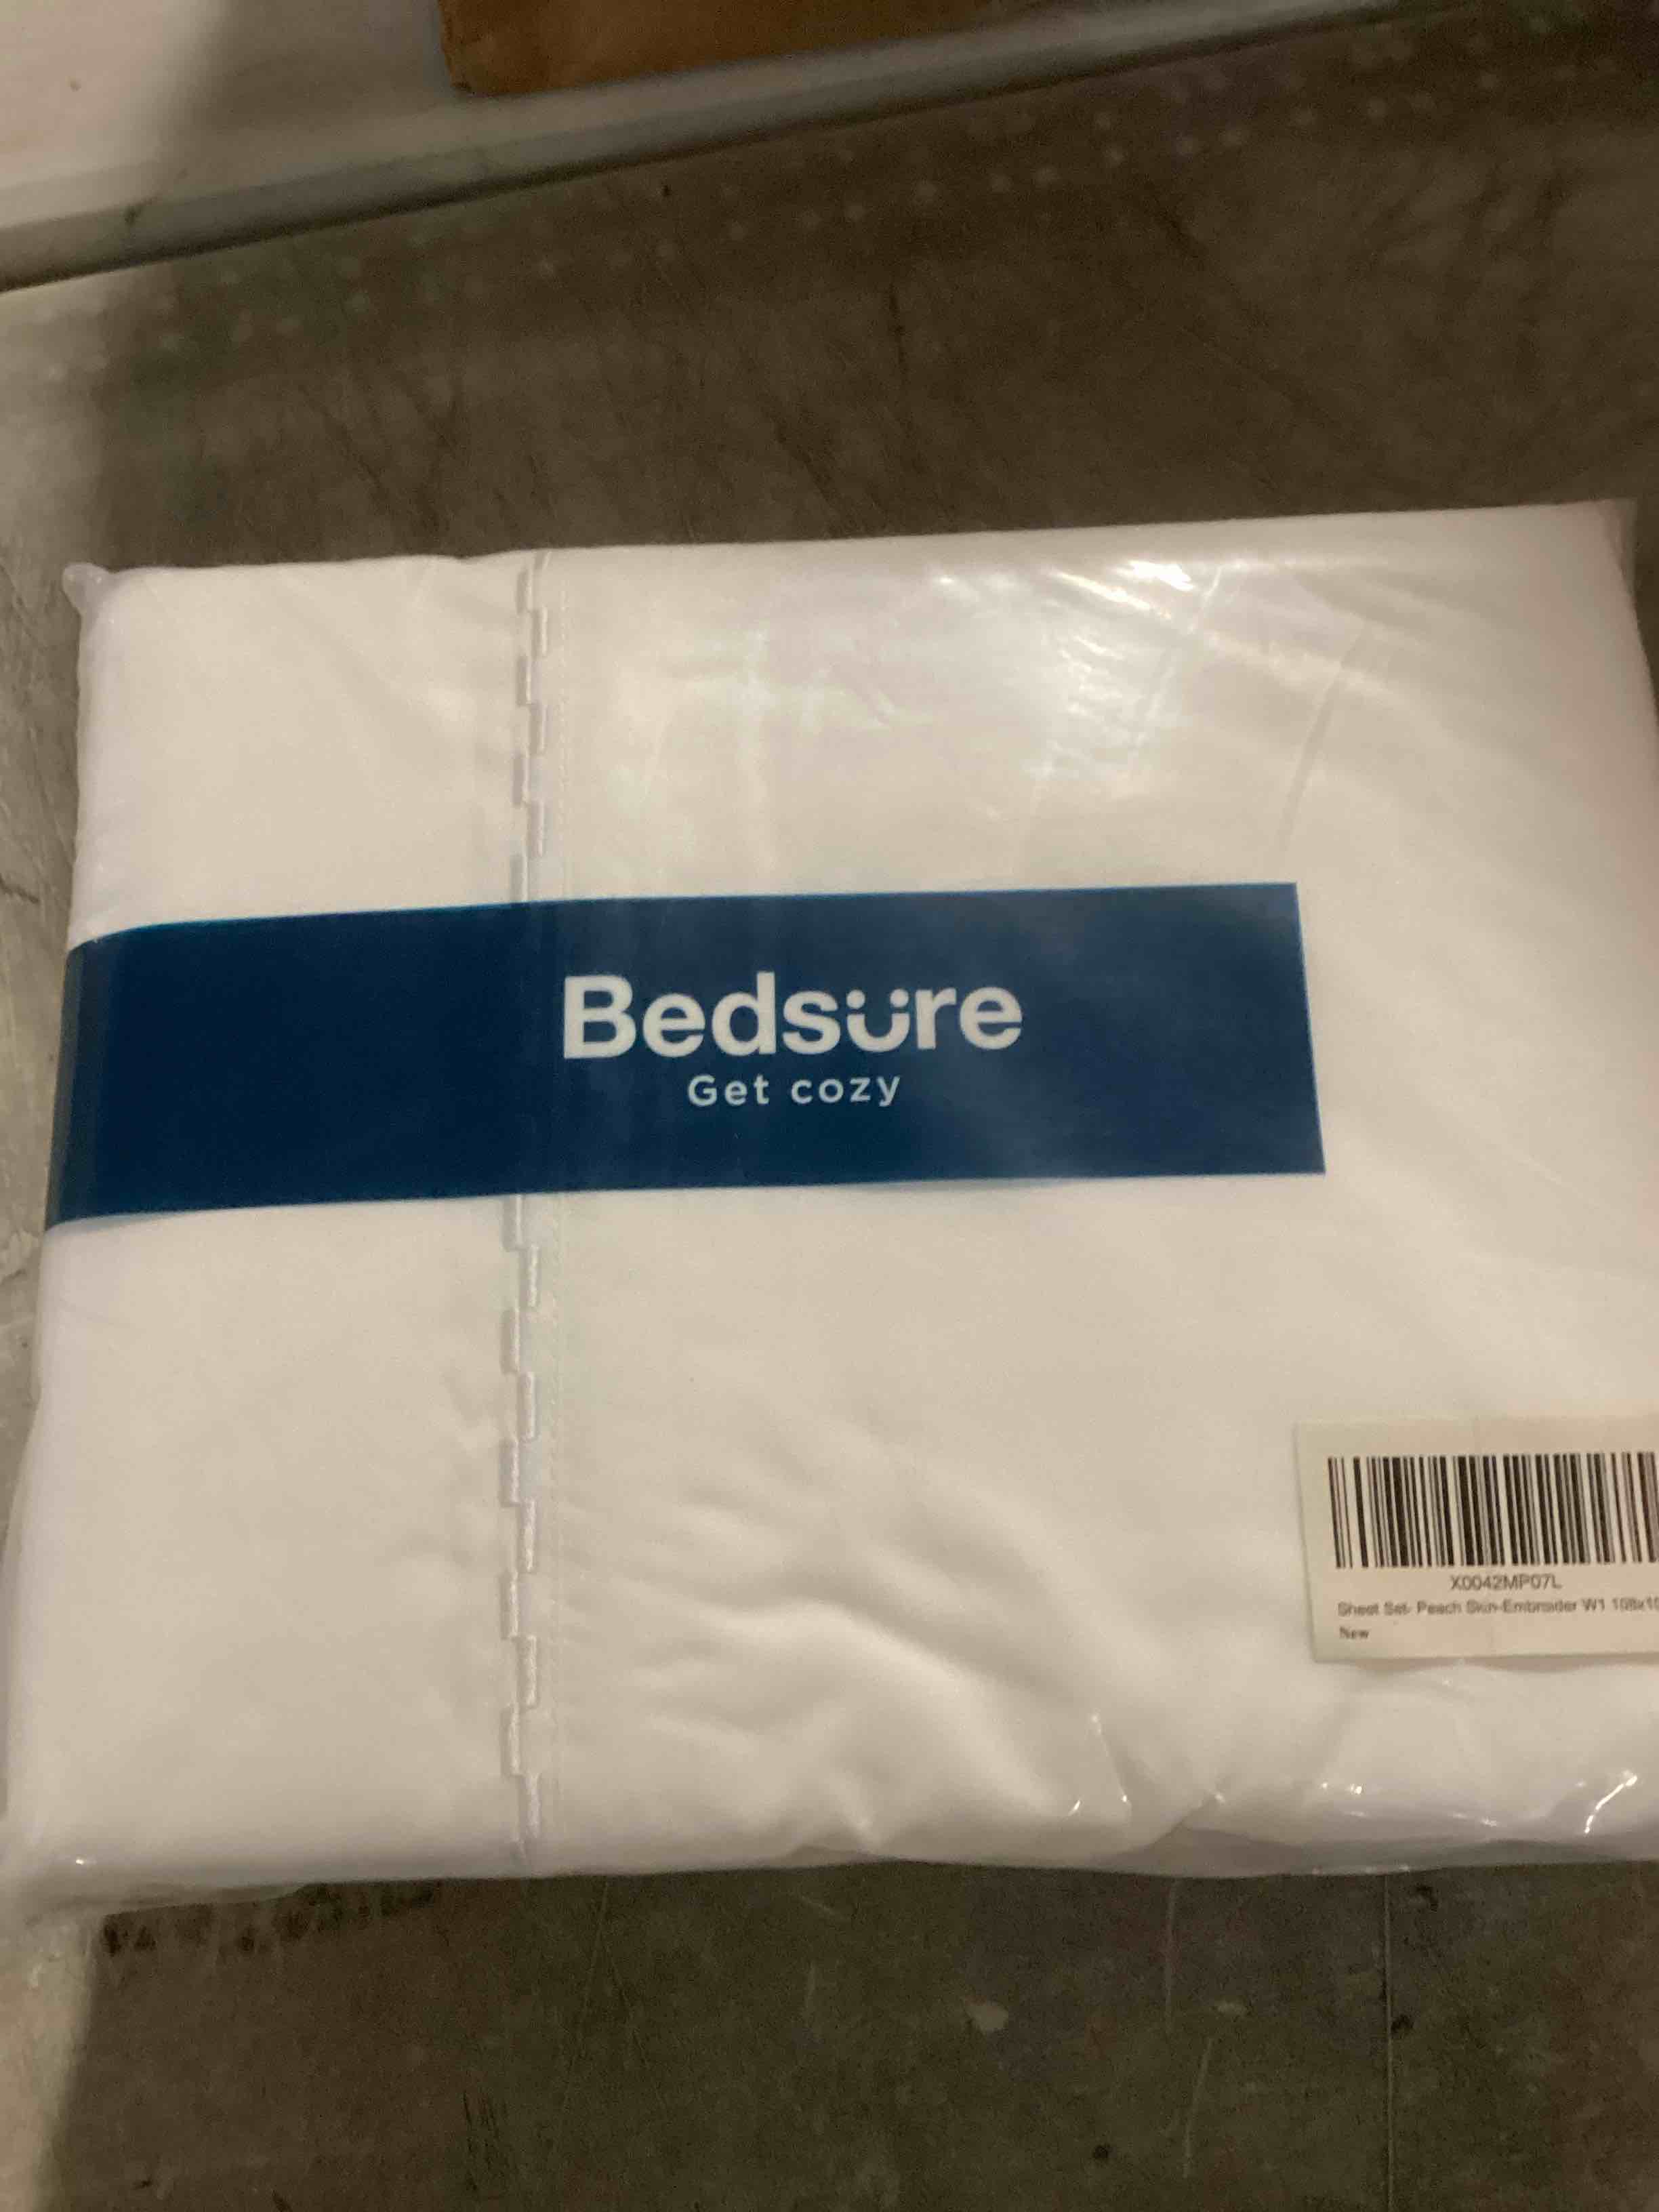 Bedsure
Get cozy
X0042MP07L
Sheet Set- Peach Skin-Embroider W1 108x10
New